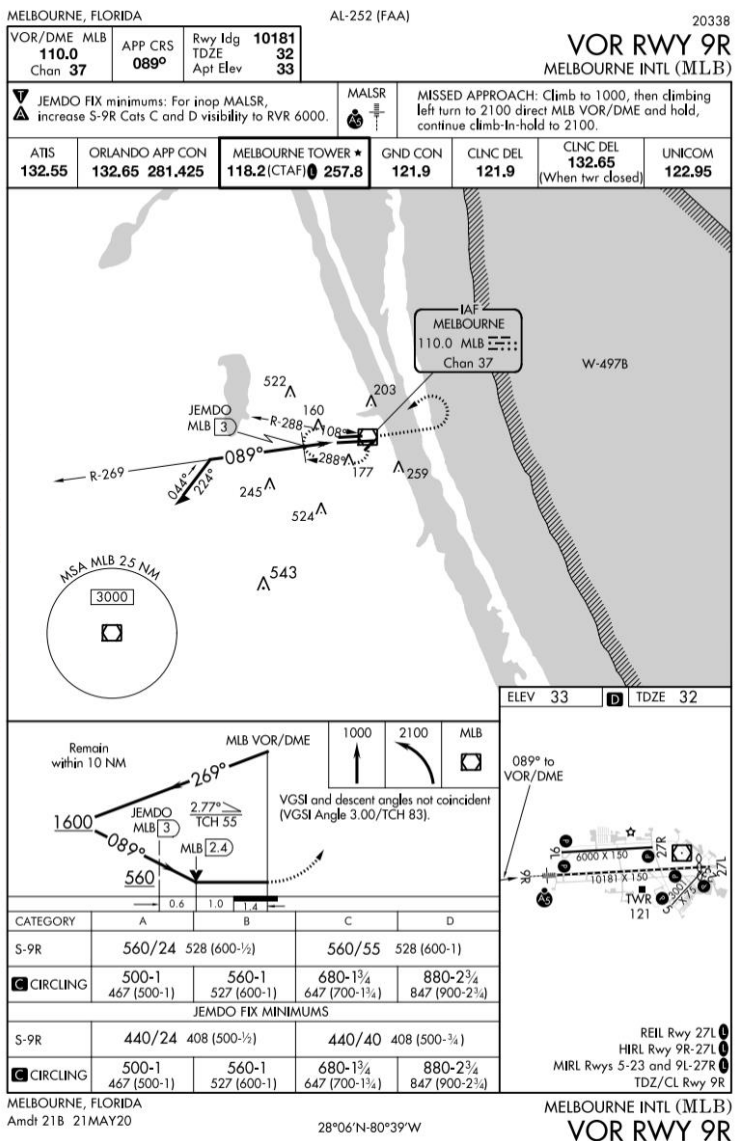 MELBOURNE, FLORIDA
AL-252 (FAA)
20338
VOR/DME MLB
110.0
Chan 37
APP CRS
089°
Rwy ldg 10181
TDZE 32
Apt Elev 33
VOR RWY 9R
MELBOURNE INTL (MLB)
T
A
JEMDO FIX minimums: For inop MALSR,
increase S-9R Cats C and D visibility to RVR 6000.
MALSR
A5
MISSED APPROACH: Climb to 1000, then climbing
left turn to 2100 direct MLB VOR/DME and hold,
continue climb-In-hold to 2100.
ATIS
132.55
ORLANDO APP CON
132.65 281.425
MELBOURNE TOWER ★
118.2 (CTAF) L 257.8
GND CON
121.9
CLNC DEL
121.9
CLNC DEL
132.65
(When twr closed)
UNICOM
122.95
IAF
MELBOURNE
110.0 MLB
Chan 37
W-497B
522
203
160
JEMDO
MLB 3
R-288
108°
089°
288°
177
259
R-269
044°
224°
245
524
543
MSA MLB 25 NM
3000
ELEV 33
D
TDZE 32
Remain
within 10 NM
MLB VOR/DME
1000
2100
MLB
269°
VGSI and descent angles not coincident
(VGSI Angle 3.00/TCH 83).
1600
JEMDO
MLB 3
2.77°
TCH 55
089°
MLB 2.4
560
0.6
1.0
1.4
089° to
VOR/DME
9L
6000 X 150
27R
P
P
9R
10181 X 150
27L
A5
TWR
121
5
3001 X 75
CATEGORY A B C D
S-9R 560/24 528 (600-½) 560/55 528 (600-1)
C CIRCLING 500-1 560-1 680-1¾ 880-2¾
467 (500-1) 527 (600-1) 647 (700-1¾) 847 (900-2¾)
JEMDO FIX MINIMUMS
S-9R 440/24 408 (500-½) 440/40 408 (500-¾)
C CIRCLING 500-1 560-1 680-1¾ 880-2¾
467 (500-1) 527 (600-1) 647 (700-1¾) 847 (900-2¾)
REIL Rwy 27L L
HIRL Rwy 9R-27L L
MIRL Rwys 5-23 and 9L-27R L
TDZ/CL Rwy 9R
MELBOURNE, FLORIDA
Amdt 21B 21MAY20
28°06'N-80°39'W
MELBOURNE INTL (MLB)
VOR RWY 9R